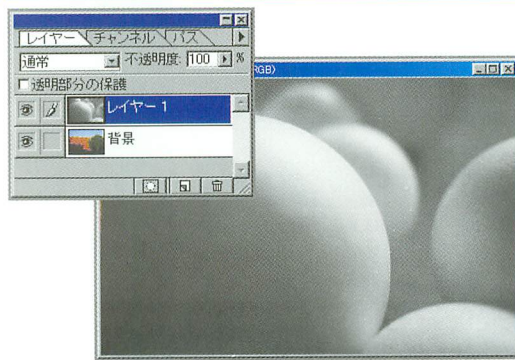 レイヤー チャンネル パス
通常 不透明度: 100 %
透明部分の保護
レイヤー 1
背景
RGB)